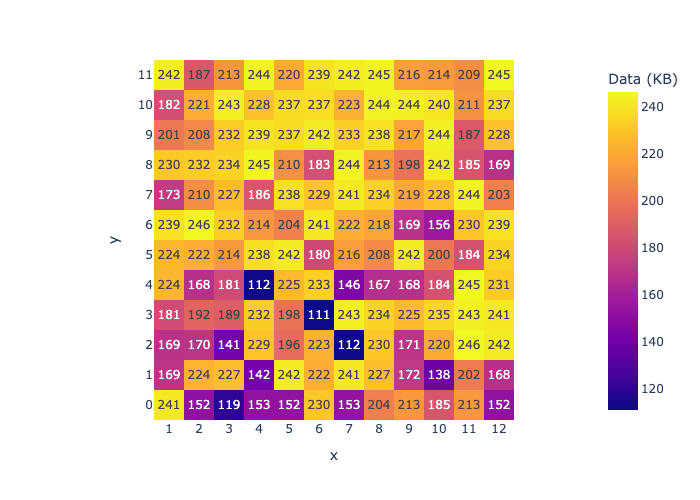 Data (KB)
11 242 187 213 244 220 239 242 245 216 214 209 245
10 182 221 243 228 237 237 223 244 244 240 211 237
9 201 208 232 239 237 242 233 238 217 244 187 228
8 230 232 234 245 210 183 244 213 198 242 185 169
7 173 210 227 186 238 229 241 234 219 228 244 203
6 239 246 232 214 204 241 222 218 169 156 230 239
5 224 222 214 238 242 180 216 208 242 200 184 234
4 224 168 181 112 225 233 146 167 168 184 245 231
3 181 192 189 232 198 111 243 234 225 235 243 241
2 169 170 141 229 196 223 112 230 171 220 246 242
1 169 224 227 142 242 222 241 227 172 138 202 168
0 241 152 119 153 152 230 153 204 213 185 213 152
1 2 3 4 5 6 7 8 9 10 11 12
x
y
240
220
200
180
160
140
120